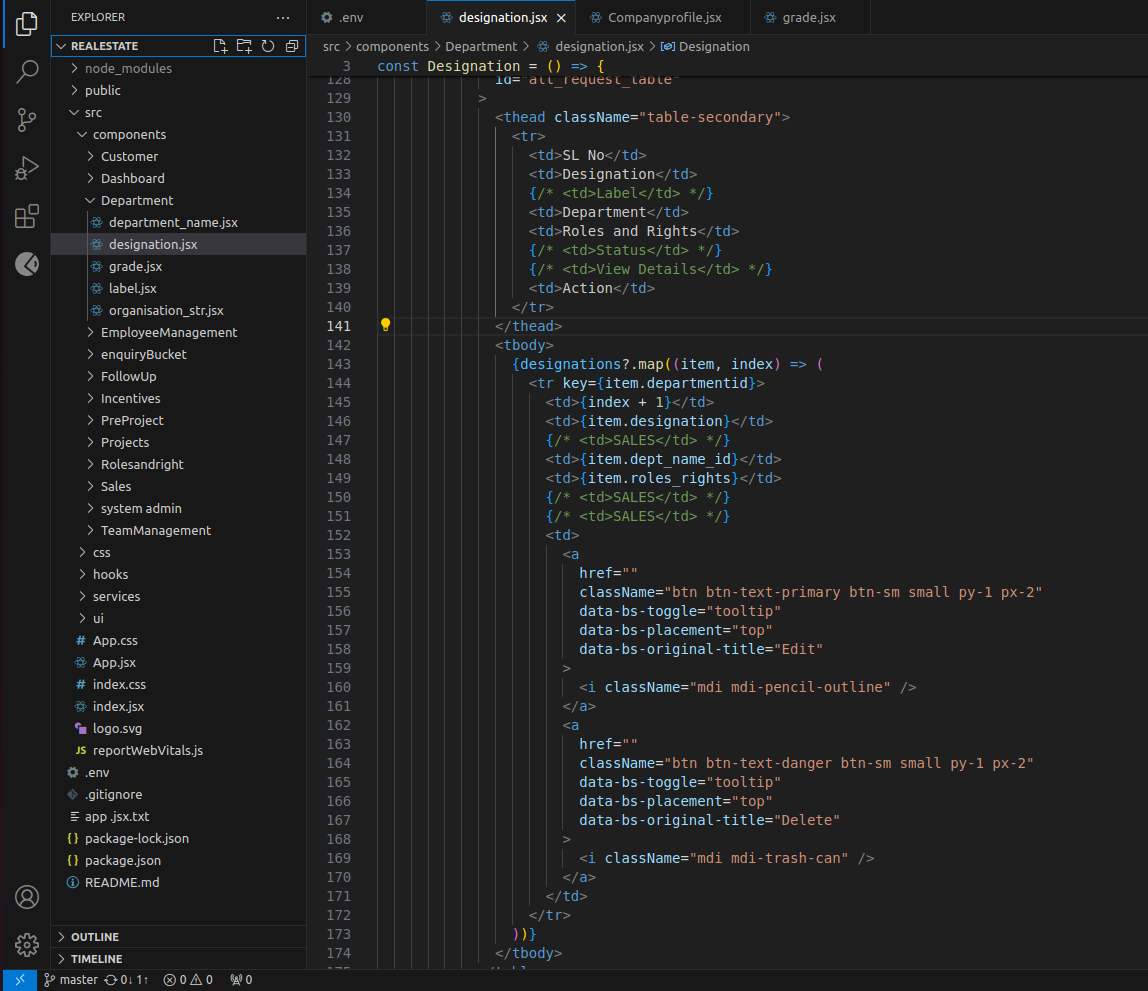 EXPLORER
REALESTATE
node_modules
public
src
components
Customer
Dashboard
Department
department_name.jsx
designation.jsx
grade.jsx
label.jsx
organisation_str.jsx
EmployeeManagement
enquiryBucket
FollowUp
Incentives
PreProject
Projects
Rolesandright
Sales
system admin
TeamManagement
css
hooks
services
ui
# App.css
App.jsx
# index.css
index.jsx
logo.svg
JS reportWebVitals.js
.env
.gitignore
app .jsx.txt
{} package-lock.json
{} package.json
README.md
OUTLINE
TIMELINE
.env
designation.jsx
Companyprofile.jsx
grade.jsx
src > components > Department > designation.jsx > Designation
3 const Designation = () => {
128 id="all_request_table"
129 >
130 <thead className="table-secondary">
131 <tr>
132 <td>SL No</td>
133 <td>Designation</td>
134 {/* <td>Label</td> */}
135 <td>Department</td>
136 <td>Roles and Rights</td>
137 {/* <td>Status</td> */}
138 {/* <td>View Details</td> */}
139 <td>Action</td>
140 </tr>
141 </thead>
142 <tbody>
143 {designations?.map((item, index) => (
144 <tr key={item.departmentid}>
145 <td>{index + 1}</td>
146 <td>{item.designation}</td>
147 {/* <td>SALES</td> */}
148 <td>{item.dept_name_id}</td>
149 <td>{item.roles_rights}</td>
150 {/* <td>SALES</td> */}
151 {/* <td>SALES</td> */}
152 <td>
153 <a
154 href=""
155 className="btn btn-text-primary btn-sm small py-1 px-2"
156 data-bs-toggle="tooltip"
157 data-bs-placement="top"
158 data-bs-original-title="Edit"
159 >
160 <i className="mdi mdi-pencil-outline" />
161 </a>
162 <a
163 href=""
164 className="btn btn-text-danger btn-sm small py-1 px-2"
165 data-bs-toggle="tooltip"
166 data-bs-placement="top"
167 data-bs-original-title="Delete"
168 >
169 <i className="mdi mdi-trash-can" />
170 </a>
171 </td>
172 </tr>
173 ))}
174 </tbody>
master 0↓ 1↑ 0 0 0